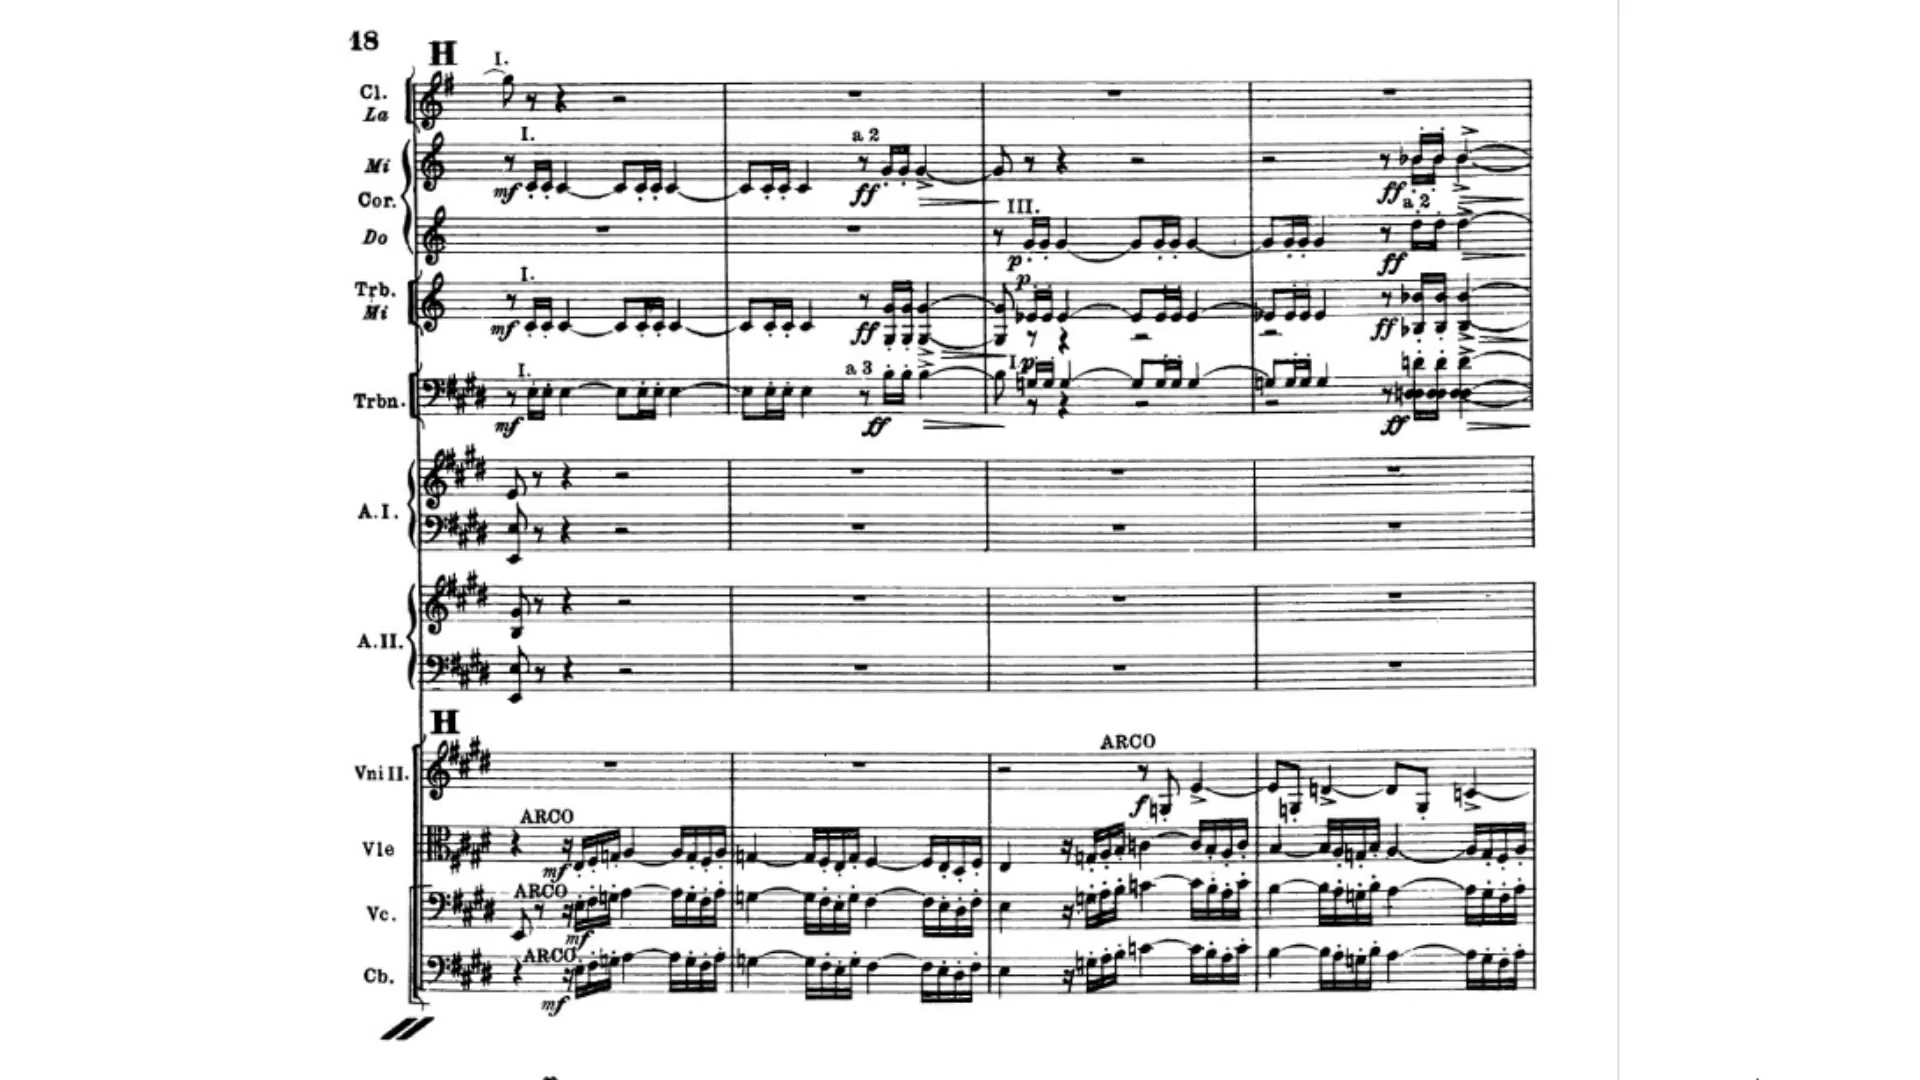 18
H
I.
Cl.
La
I.
a 2
Mi
mf
ff
ff
Cor.
III.
a 2
Do
p
ff
I.
p
Trb.
Mi
mf
ff
ff
I.
a 3
I.
p
Trbn.
mf
ff
ff
A.I.
A.II.
H
ARCO
Vni II.
f
ARCO
Vle
mf
ARCO
Vc.
mf
ARCO
Cb.
mf